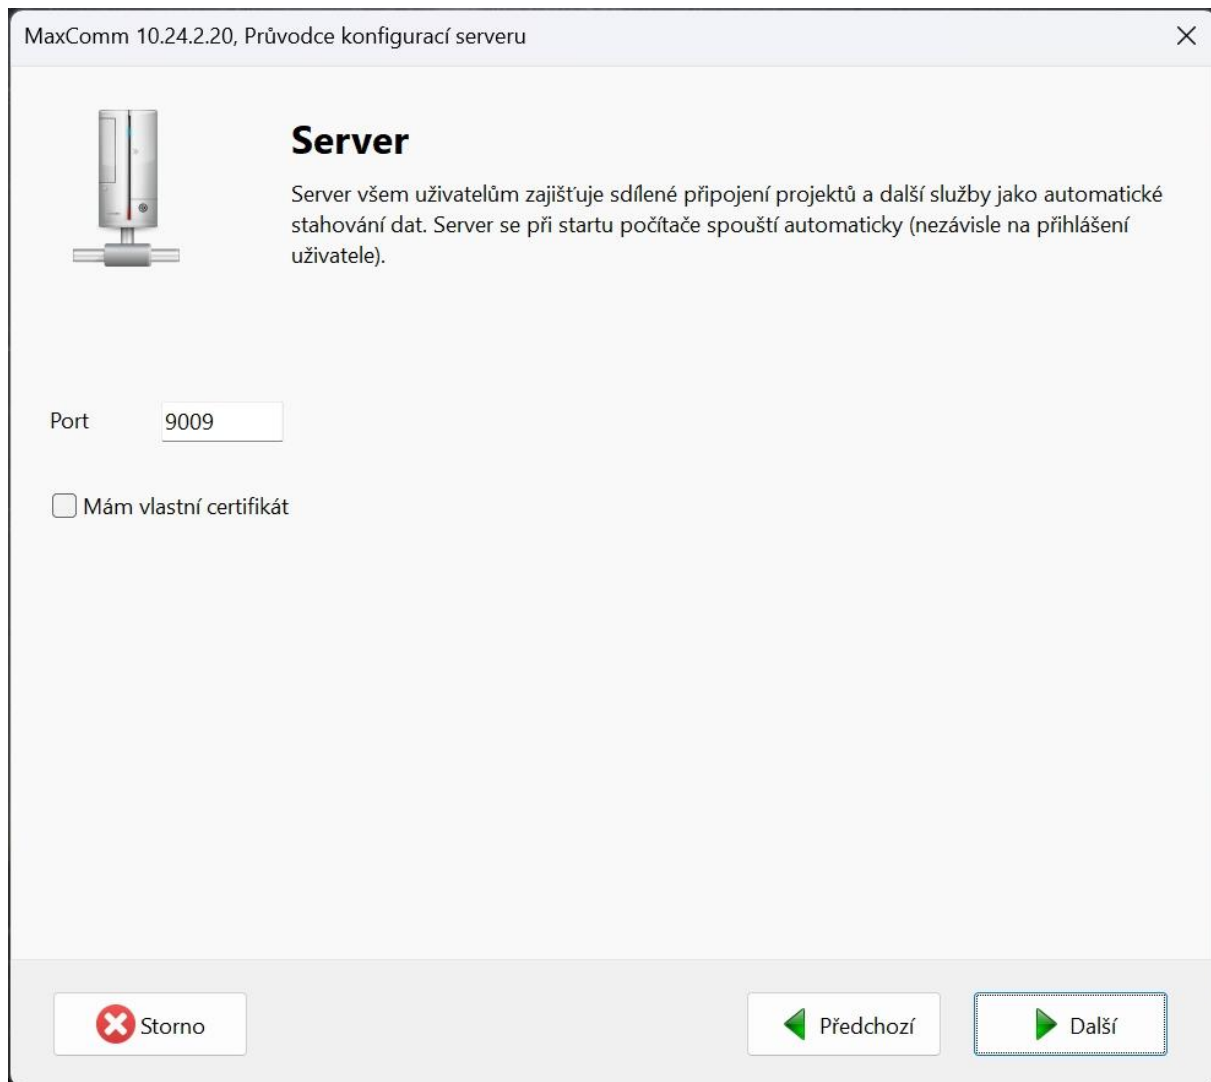 MaxComm 10.24.2.20, Průvodce konfigurací serveru
Server
Server všem uživatelům zajišťuje sdílené připojení projektů a další služby jako automatické
stahování dat. Server se při startu počítače spouští automaticky (nezávisle na přihlášení
uživatele).
Port 9009
Mám vlastní certifikát
Storno Předchozí Další